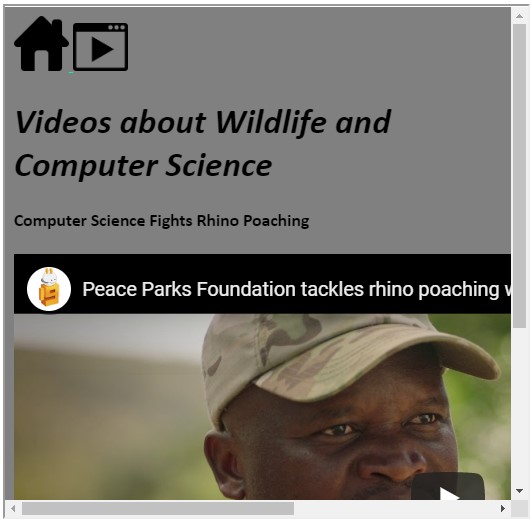 Videos about Wildlife and
Computer Science
Computer Science Fights Rhino Poaching
Peace Parks Foundation tackles rhino poaching